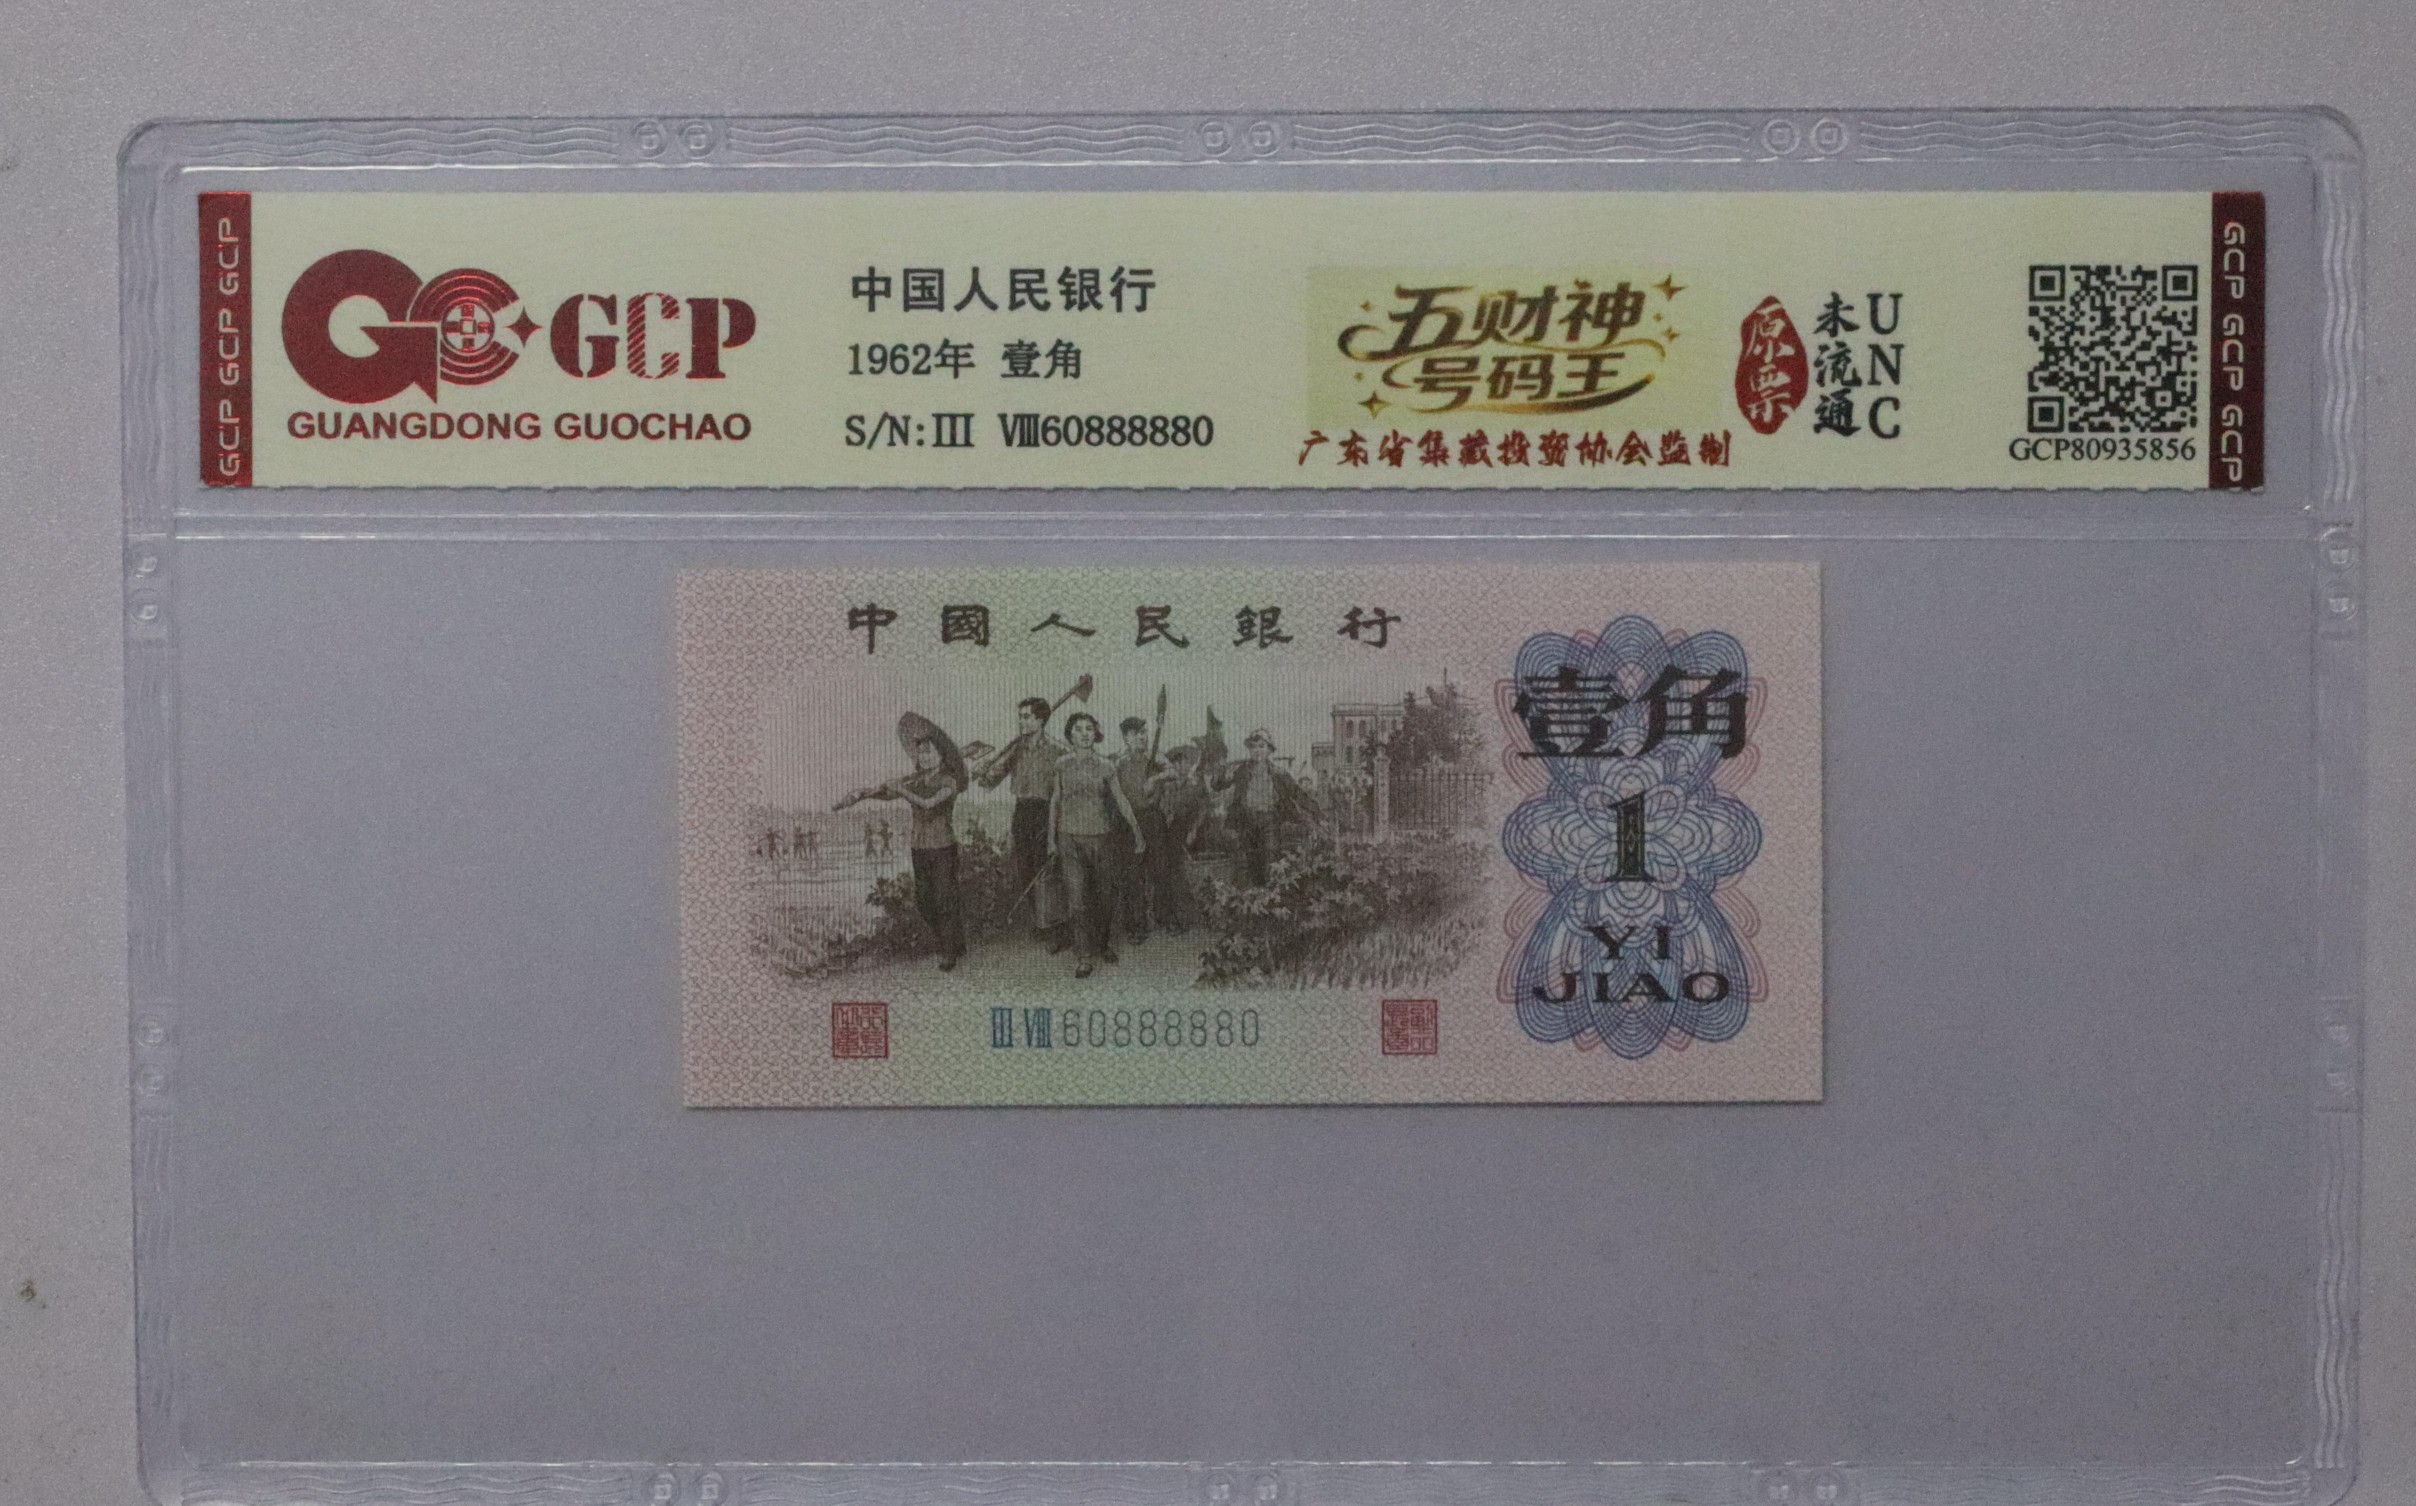 GCP GCP GCP
GCP
GUANGDONG GUOCHAO
中国人民银行
1962年 壹角
S/N:III VIII60888880
五财神
号码王
广东省集藏投资协会监制
原票
未流通
UNC
GCP80935856
GCP GCP GCP
中國人民銀行
壹角
1
YI
JIAO
III VIII 60888880